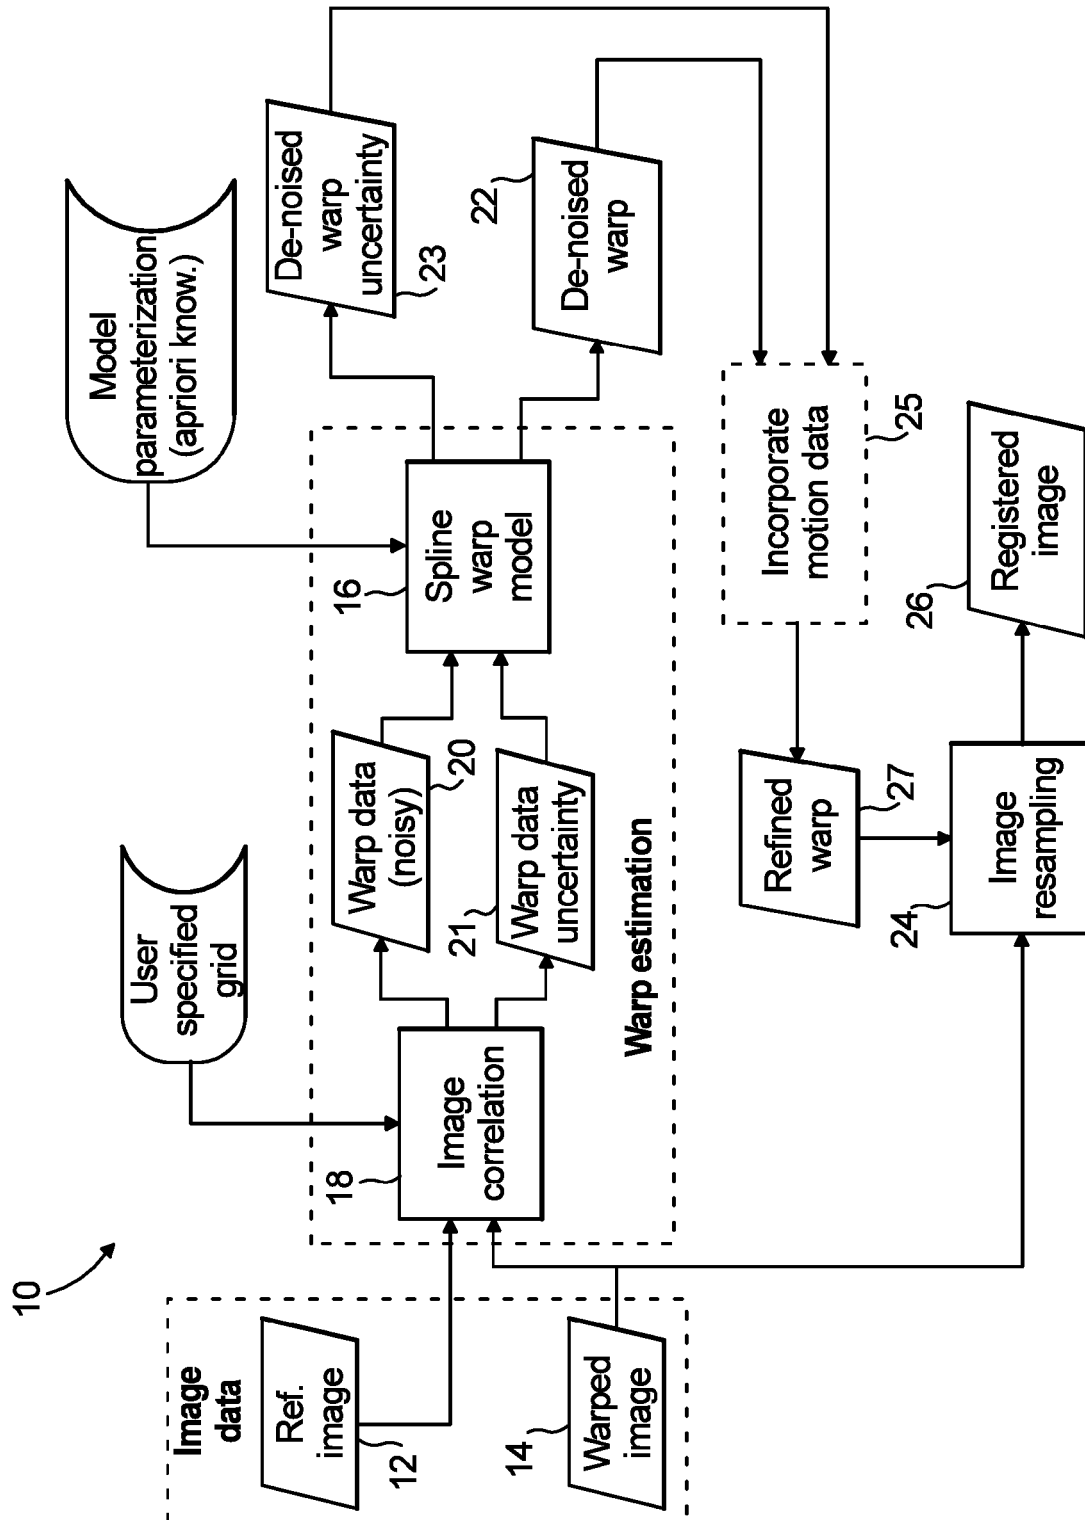 10
Image
data
Ref.
image
12
Warped
image
14
User
specified
grid
Image
correlation
18
Warp data
(noisy)
20
Warp data
uncertainty
21
Warp estimation
Model
parameterization
(apriori know.)
Spline
warp
model
16
De-noised
warp
uncertainty
23
De-noised
warp
22
Incorporate
motion data
25
Refined
warp
27
Image
resampling
24
Registered
image
26